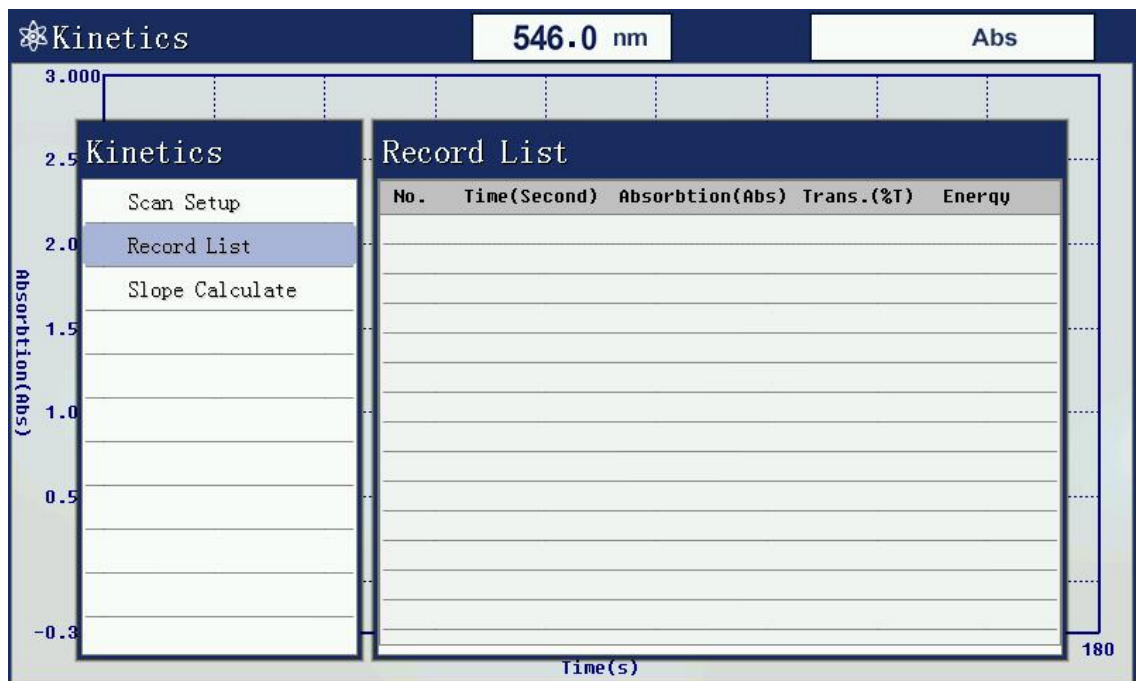 Kinetics 546.0 nm Abs
3.000
Kinetics
Record List
2.5
No. Time(Second) Absorbtion(Abs) Trans.(%T) Energy
Scan Setup
2.0
Record List
Slope Calculate
Absorbtion(Abs)
1.5
1.0
0.5
-0.3
180
Time(s)